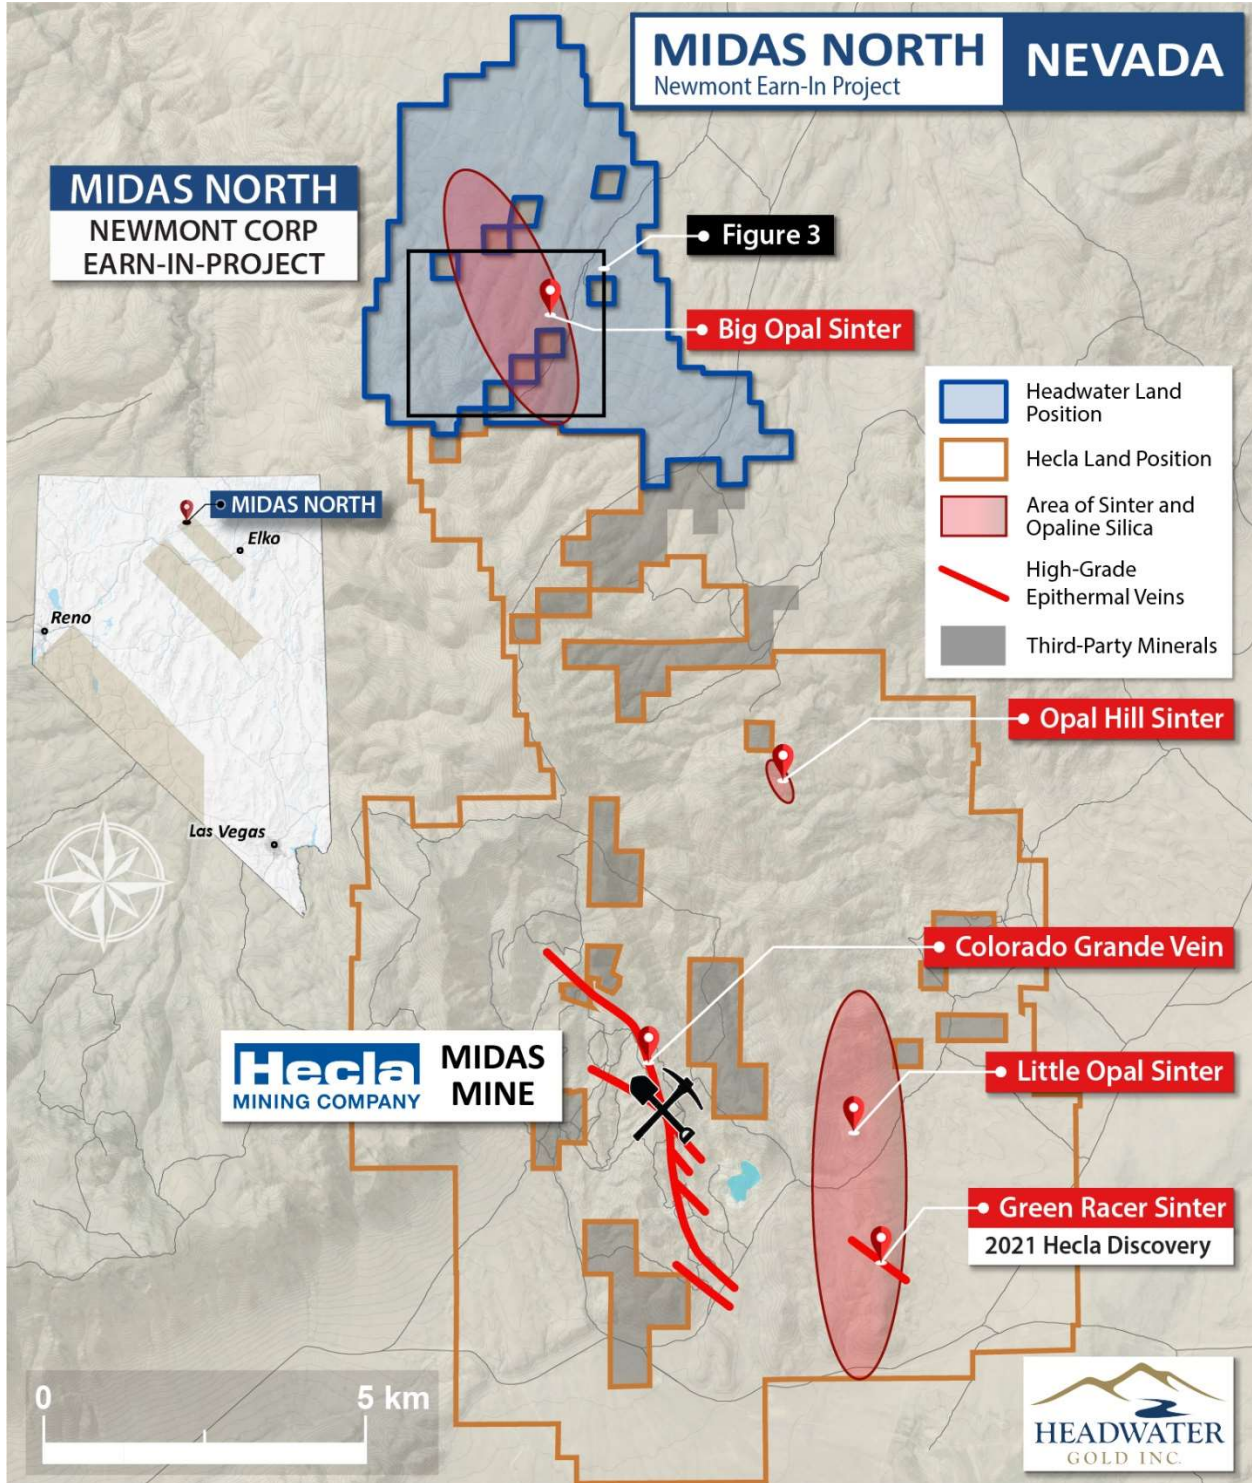 MIDAS NORTH
Newmont Earn-In Project
NEVADA
MIDAS NORTH
NEWMONT CORP
EARN-IN-PROJECT
Figure 3
Big Opal Sinter
Headwater Land
Position
Hecla Land Position
Area of Sinter and
Opaline Silica
High-Grade
Epithermal Veins
Third-Party Minerals
MIDAS NORTH
Elko
Reno
Las Vegas
Opal Hill Sinter
Colorado Grande Vein
Hecla
MINING COMPANY
MIDAS
MINE
Little Opal Sinter
Green Racer Sinter
2021 Hecla Discovery
0
5 km
HEADWATER
GOLD INC.